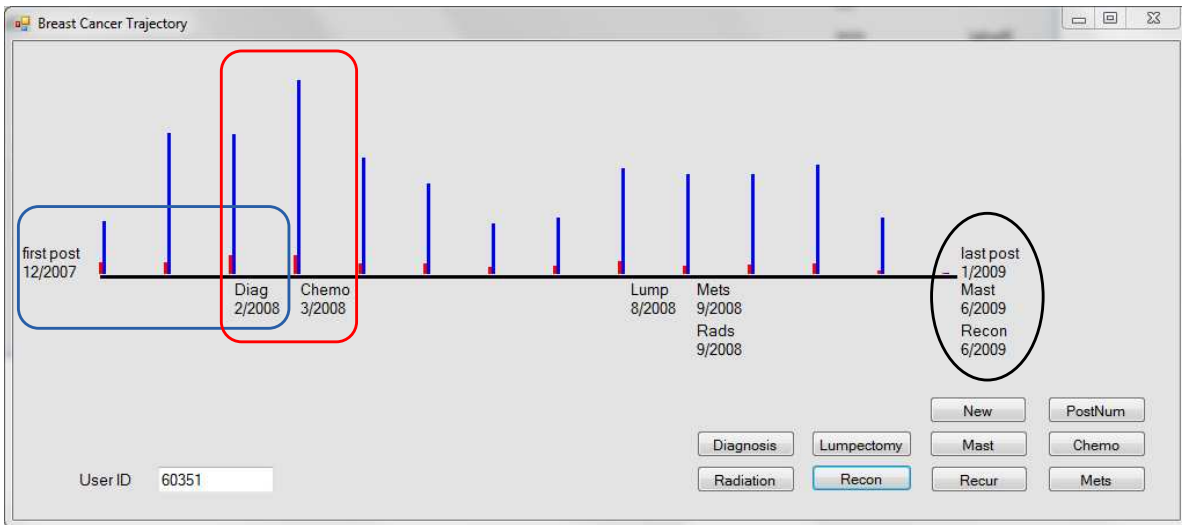 Breast Cancer Trajectory
first post
12/2007
Diag
2/2008
Chemo
3/2008
Lump
8/2008
Mets
9/2008
Rads
9/2008
last post
1/2009
Mast
6/2009
Recon
6/2009
New PostNum
Diagnosis Lumpectomy Mast Chemo
User ID 60351 Radiation Recon Recur Mets